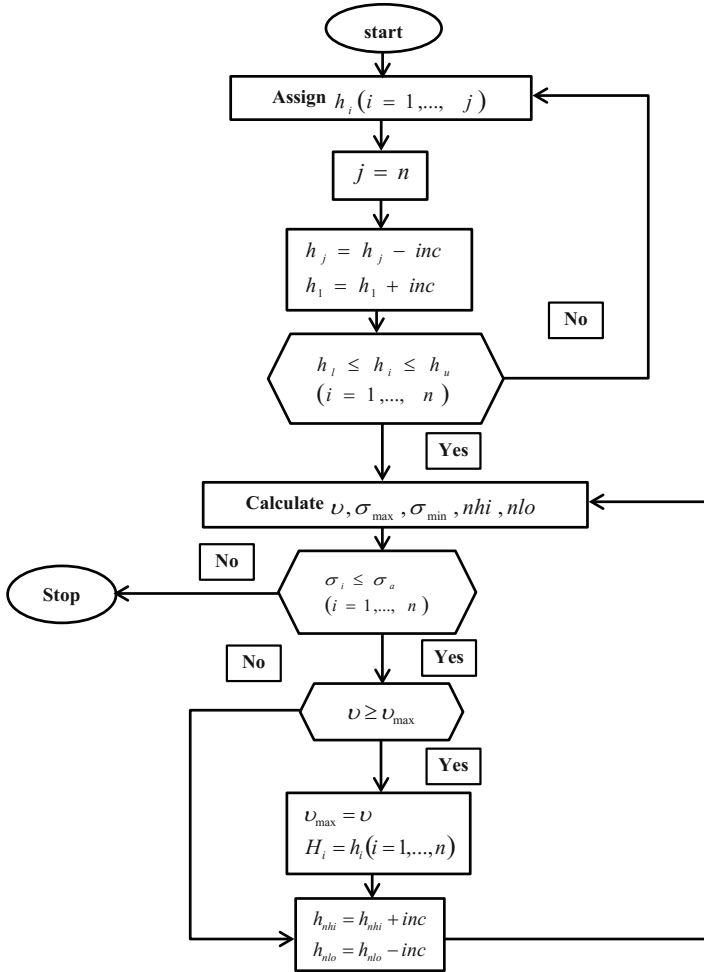 start
Assign h_i (i = 1,..., j)
j = n
h_j = h_j − inc
h_1 = h_1 + inc
No
h_l ≤ h_i ≤ h_u
(i = 1,..., n)
Yes
Calculate υ, σ_max, σ_min, nhi, nlo
No
σ_i ≤ σ_a
(i = 1,..., n)
Stop
No
Yes
υ ≥ υ_max
Yes
υ_max = υ
H_i = h_i (i = 1,..., n)
h_nhi = h_nhi + inc
h_nlo = h_nlo − inc